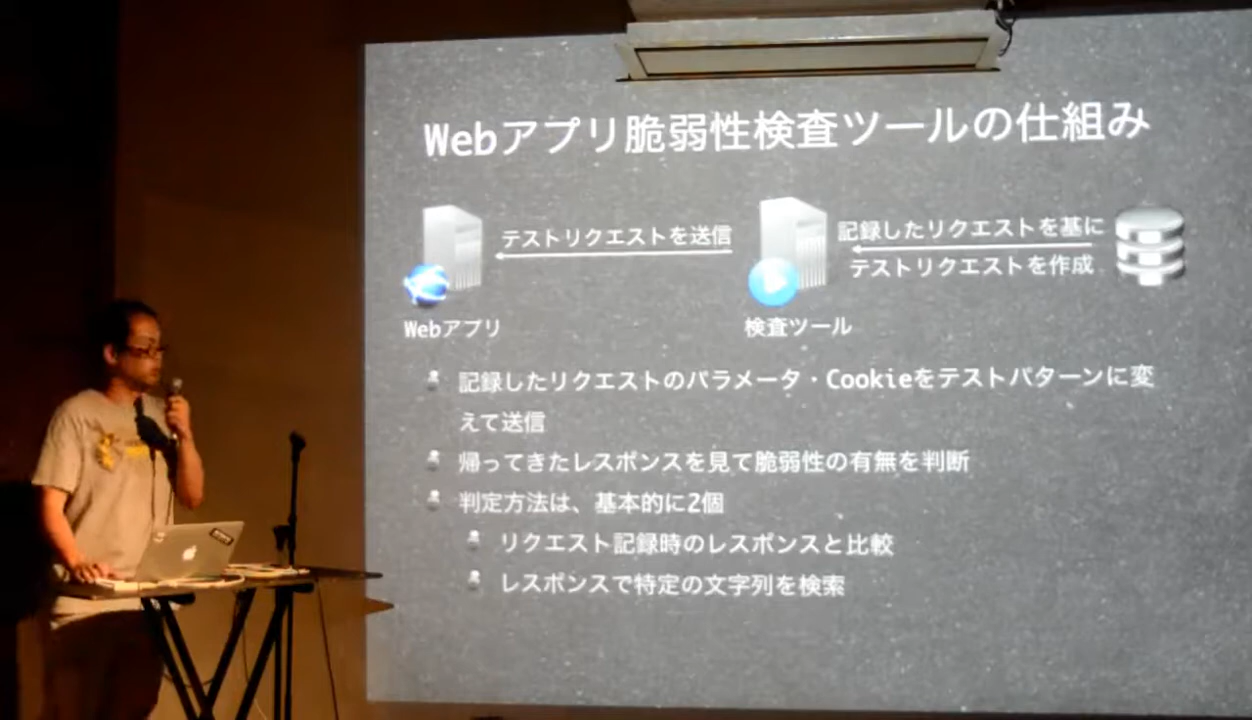 Webアプリ脆弱性検査ツールの仕組み
テストリクエストを送信
記録したリクエストを基に
テストリクエストを作成
Webアプリ
検査ツール
記録したリクエストのパラメータ・Cookieをテストパターンに変
えて送信
帰ってきたレスポンスを見て脆弱性の有無を判断
判定方法は、基本的に2個
リクエスト記録時のレスポンスと比較
レスポンスで特定の文字列を検索